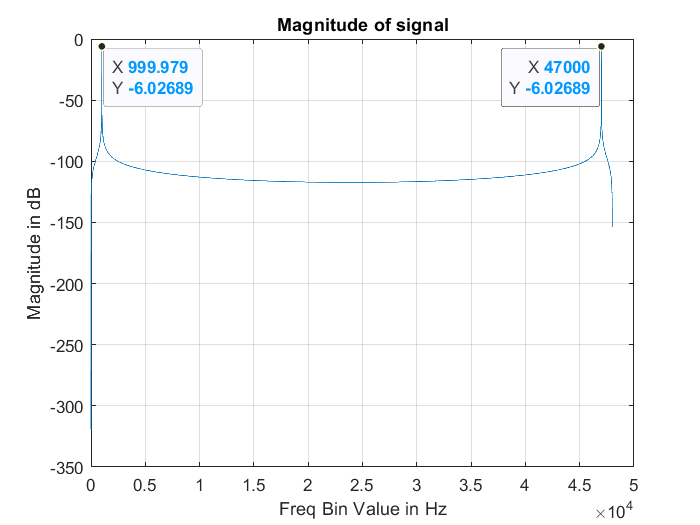 Magnitude of signal
X 999.979
Y -6.02689
X 47000
Y -6.02689
0
-50
-100
-150
-200
-250
-300
-350
Magnitude in dB
0 0.5 1 1.5 2 2.5 3 3.5 4 4.5 5
Freq Bin Value in Hz
×10⁴